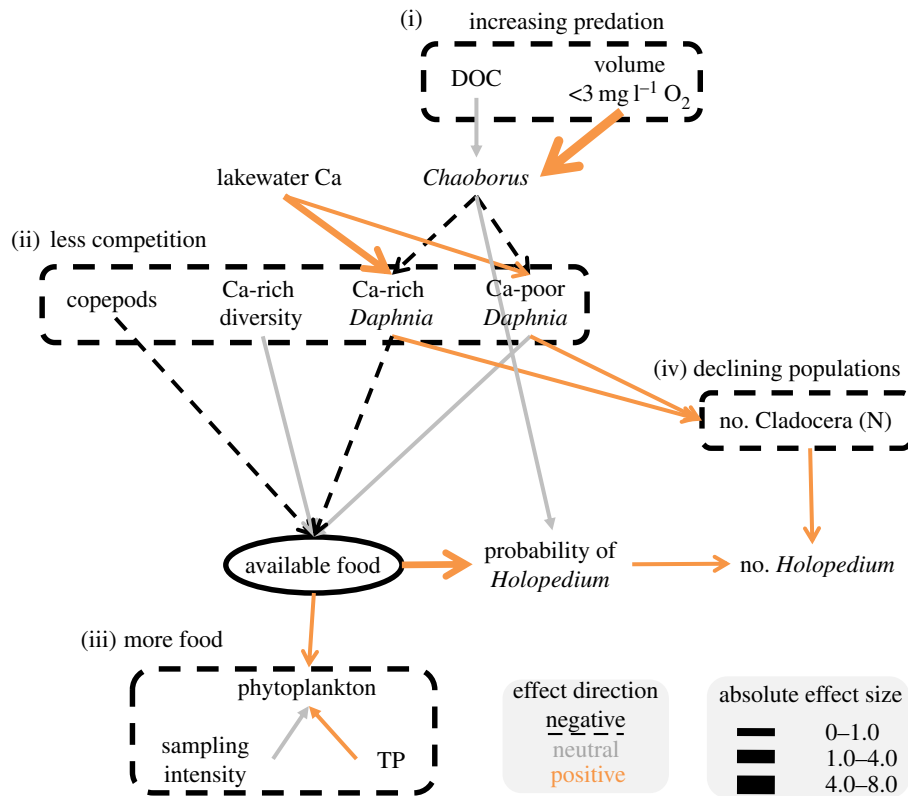 (i) increasing predation
DOC
volume
<3 mg l⁻¹ O₂
lakewater Ca
Chaoborus
(ii) less competition
copepods
Ca-rich
diversity
Ca-rich
Daphnia
Ca-poor
Daphnia
(iv) declining populations
no. Cladocera (N)
available food
probability of
Holopedium
no. Holopedium
(iii) more food
phytoplankton
sampling
intensity
TP
effect direction
negative
neutral
positive
absolute effect size
0–1.0
1.0–4.0
4.0–8.0